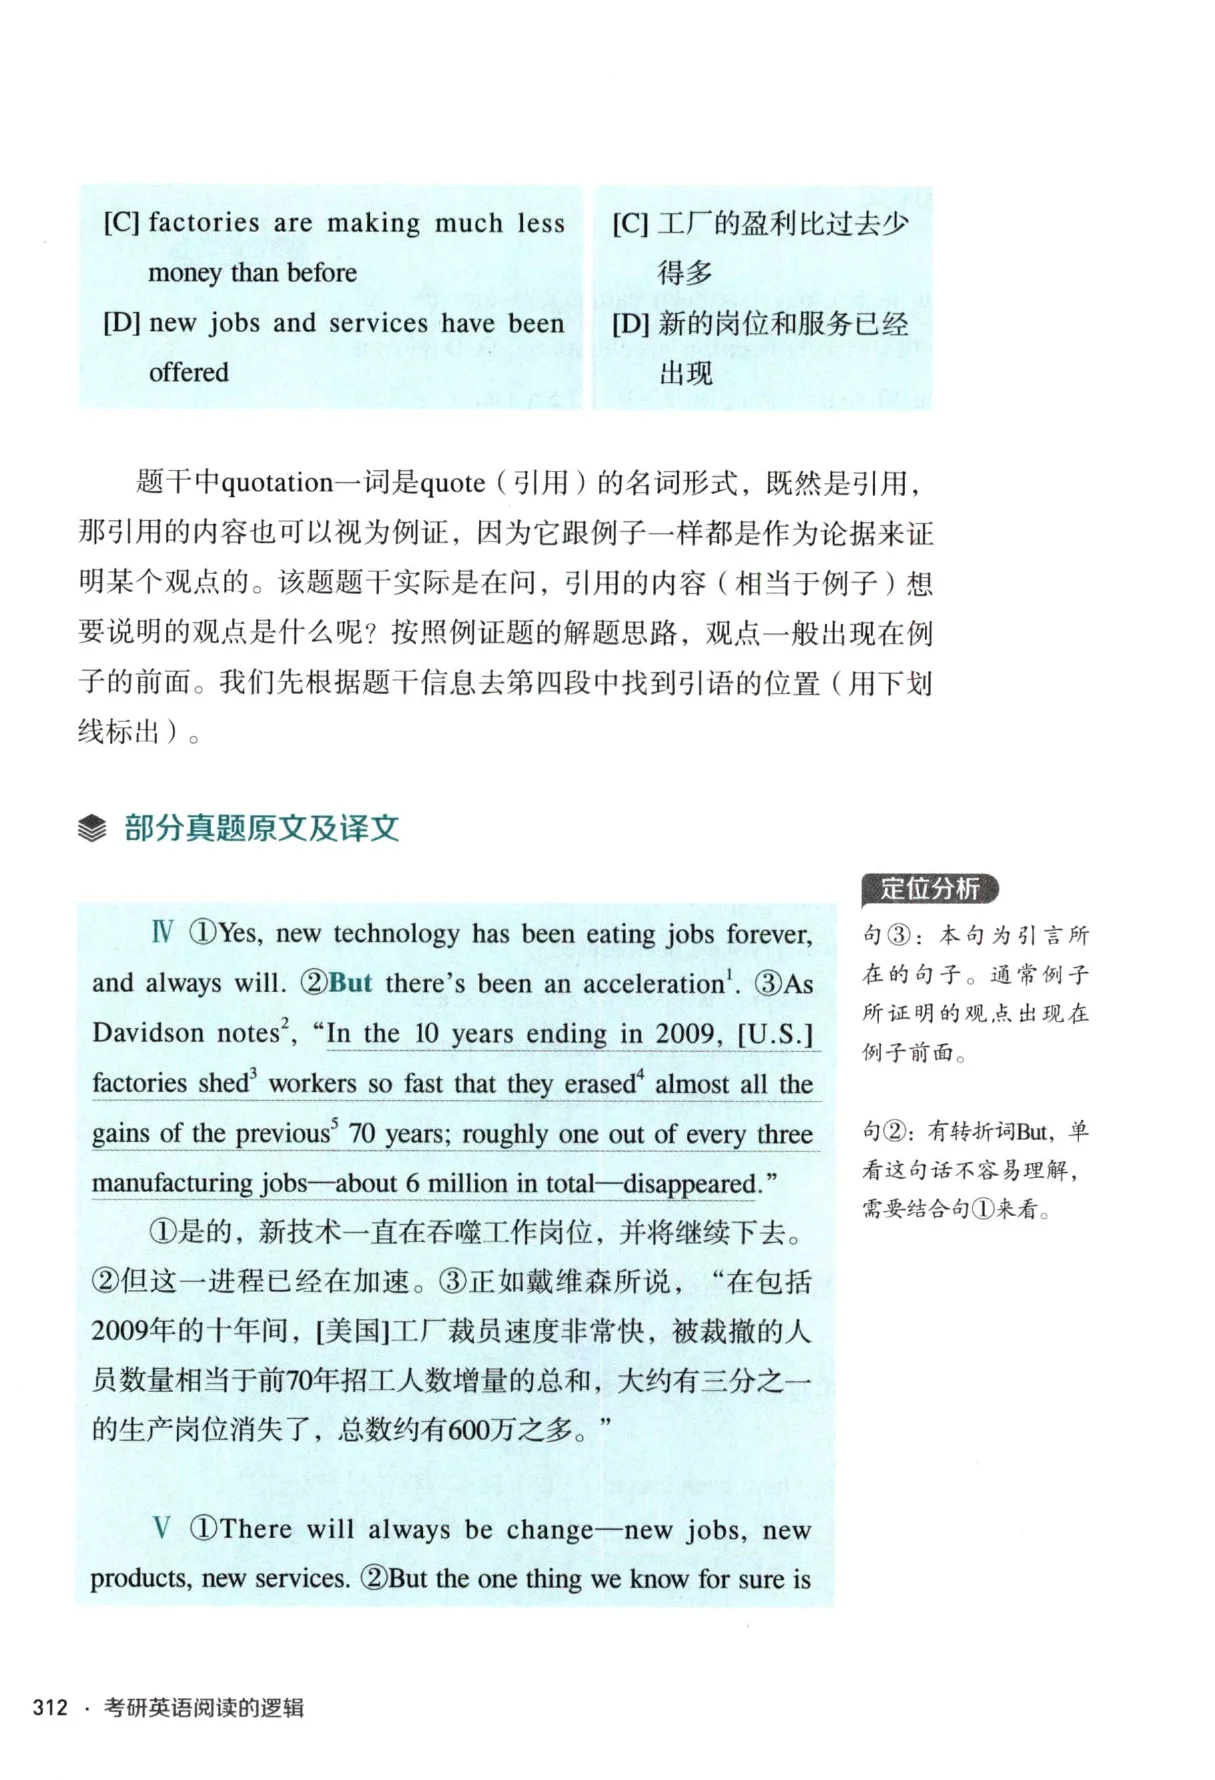 [C] factories are making much less
money than before
[D] new jobs and services have been
offered
[C] 工厂的盈利比过去少
得多
[D] 新的岗位和服务已经
出现
题干中quotation一词是quote（引用）的名词形式，既然是引用，
那引用的内容也可以视为例证，因为它跟例子一样都是作为论据来证
明某个观点的。该题题干实际是在问，引用的内容（相当于例子）想
要说明的观点是什么呢？按照例证题的解题思路，观点一般出现在例
子的前面。我们先根据题干信息去第四段中找到引语的位置（用下划
线标出）。
部分真题原文及译文
Ⅳ ①Yes, new technology has been eating jobs forever,
and always will. ②But there's been an acceleration¹. ③As
Davidson notes², “In the 10 years ending in 2009, [U.S.]
factories shed³ workers so fast that they erased⁴ almost all the
gains of the previous⁵ 70 years; roughly one out of every three
manufacturing jobs—about 6 million in total—disappeared.”
①是的，新技术一直在吞噬工作岗位，并将继续下去。
②但这一进程已经在加速。③正如戴维森所说，“在包括
2009年的十年间，[美国]工厂裁员速度非常快，被裁撤的人
员数量相当于前70年招工人数增量的总和，大约有三分之一
的生产岗位消失了，总数约有600万之多。”
Ⅴ ①There will always be change—new jobs, new
products, new services. ②But the one thing we know for sure is
定位分析
句③：本句为引言所
在的句子。通常例子
所证明的观点出现在
例子前面。
句②：有转折词But，单
看这句话不容易理解，
需要结合句①来看。
312 · 考研英语阅读的逻辑